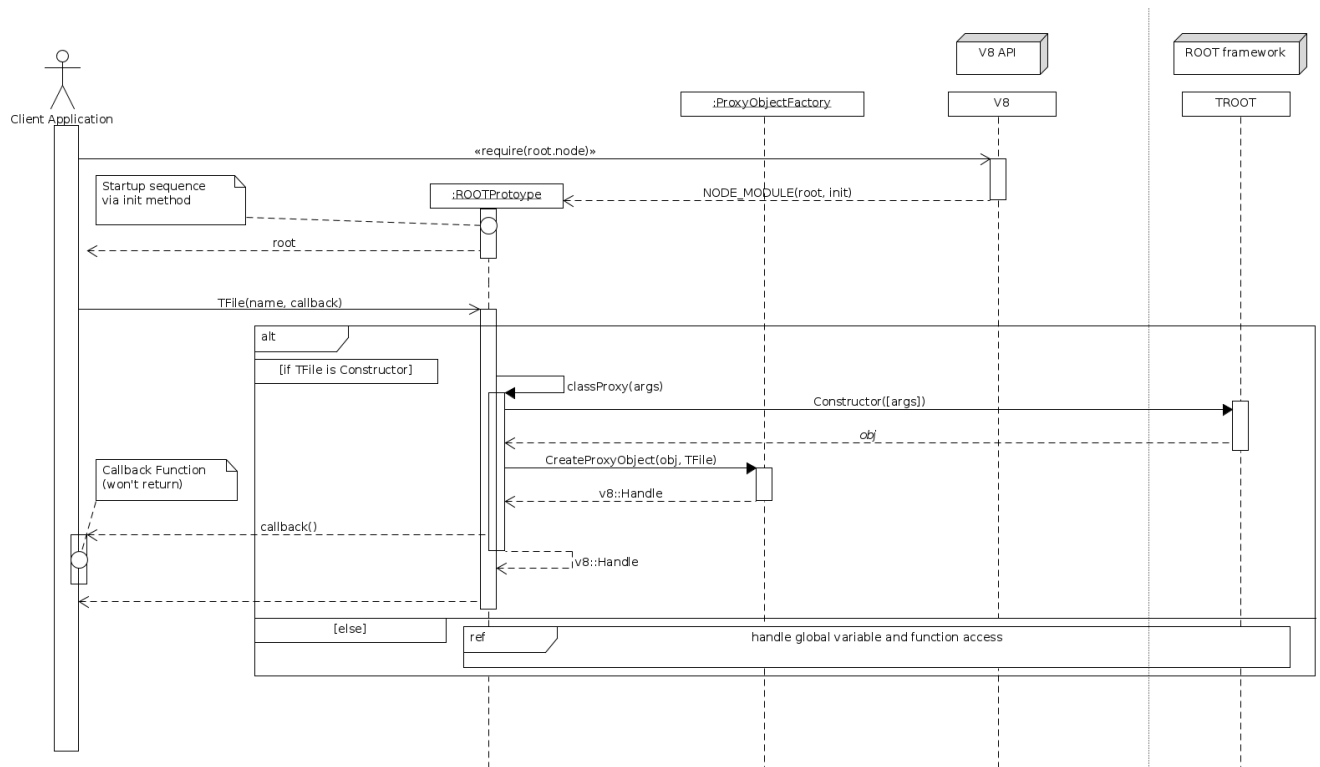 V8 API
ROOT framework
:ProxyObjectFactory
V8
TROOT
Client Application
«require(root.node)»
Startup sequence
via init method
:ROOTPrototype
NODE_MODULE(root, init)
root
TFile(name, callback)
alt
[if TFile is Constructor]
classProxy(args)
Constructor([args])
obj
CreateProxyObject(obj, TFile)
Callback Function
(won't return)
v8::Handle
callback()
v8::Handle
[else]
ref
handle global variable and function access